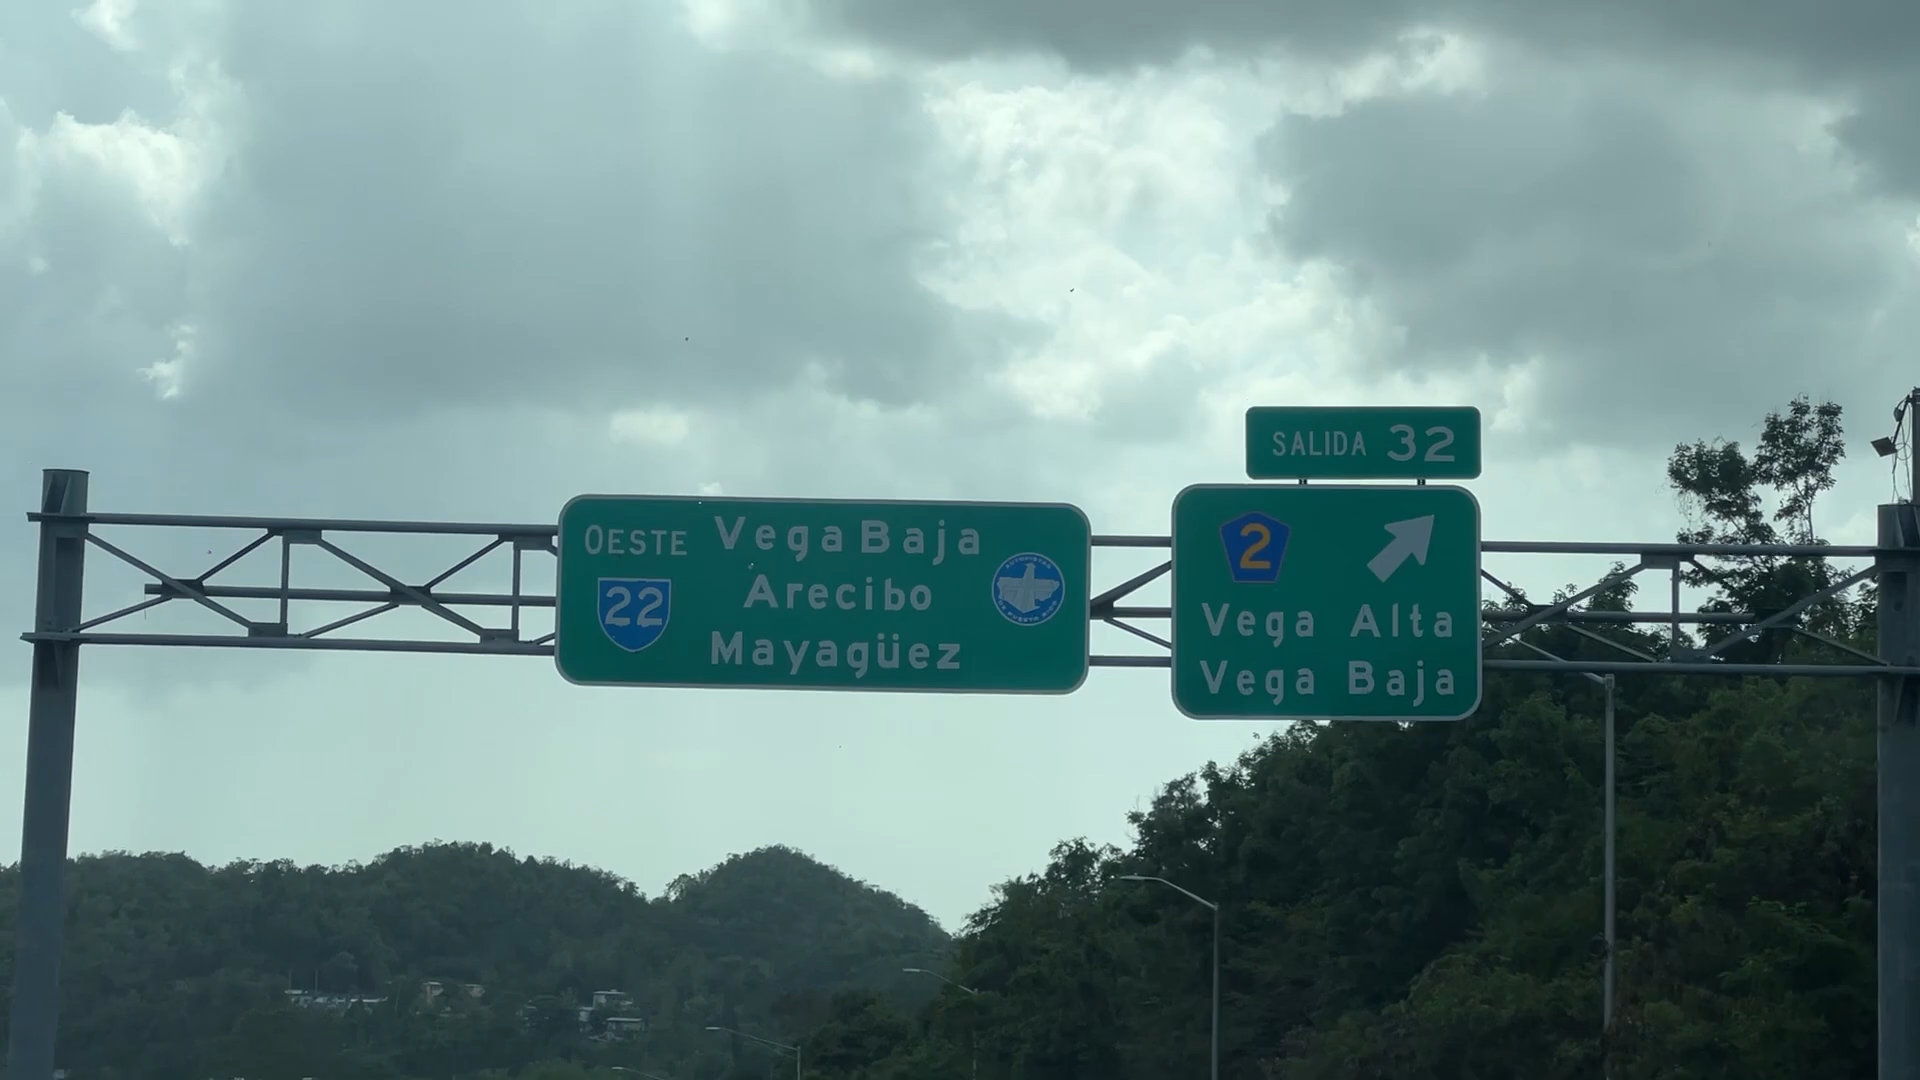 OESTE Vega Baja
22 Arecibo
Mayagüez
SALIDA 32
2
Vega Alta
Vega Baja